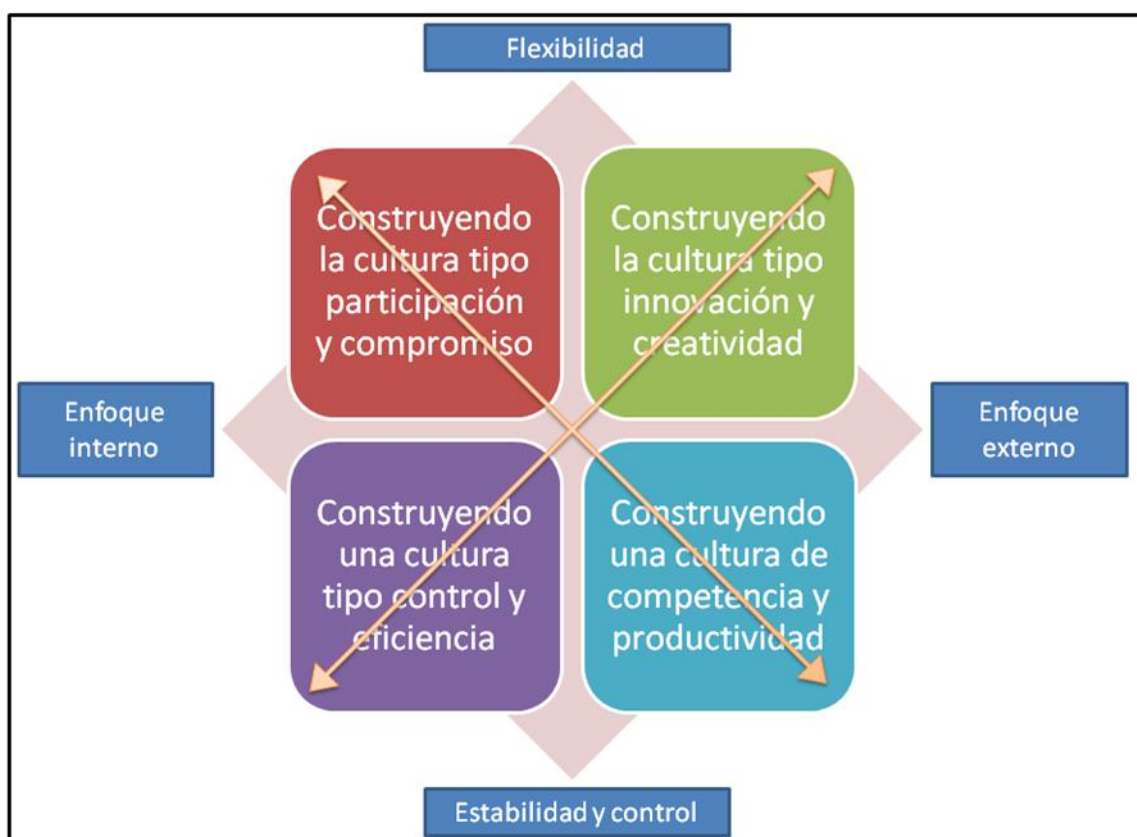 Flexibilidad
Construyendo
la cultura tipo
participación
y compromiso
Construyendo
la cultura tipo
innovación y
creatividad
Enfoque
interno
Enfoque
externo
Construyendo
una cultura
tipo control y
eficiencia
Construyendo
una cultura de
competencia y
productividad
Estabilidad y control